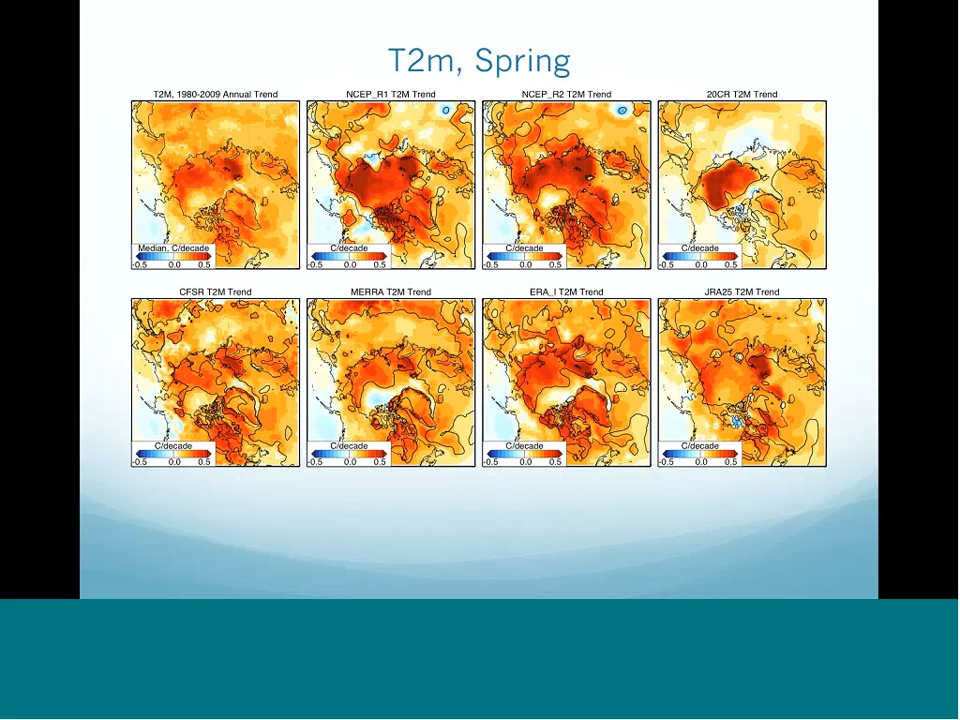 T2m, Spring
T2M, 1980-2009 Annual Trend
NCEP_R1 T2M Trend
NCEP_R2 T2M Trend
20CR T2M Trend
Median, C/decade
C/decade
C/decade
C/decade
-0.5 0.0 0.5
-0.5 0.0 0.5
-0.5 0.0 0.5
-0.5 0.0 0.5
CFSR T2M Trend
MERRA T2M Trend
ERA_I T2M Trend
JRA25 T2M Trend
C/decade
C/decade
C/decade
C/decade
-0.5 0.0 0.5
-0.5 0.0 0.5
-0.5 0.0 0.5
-0.5 0.0 0.5